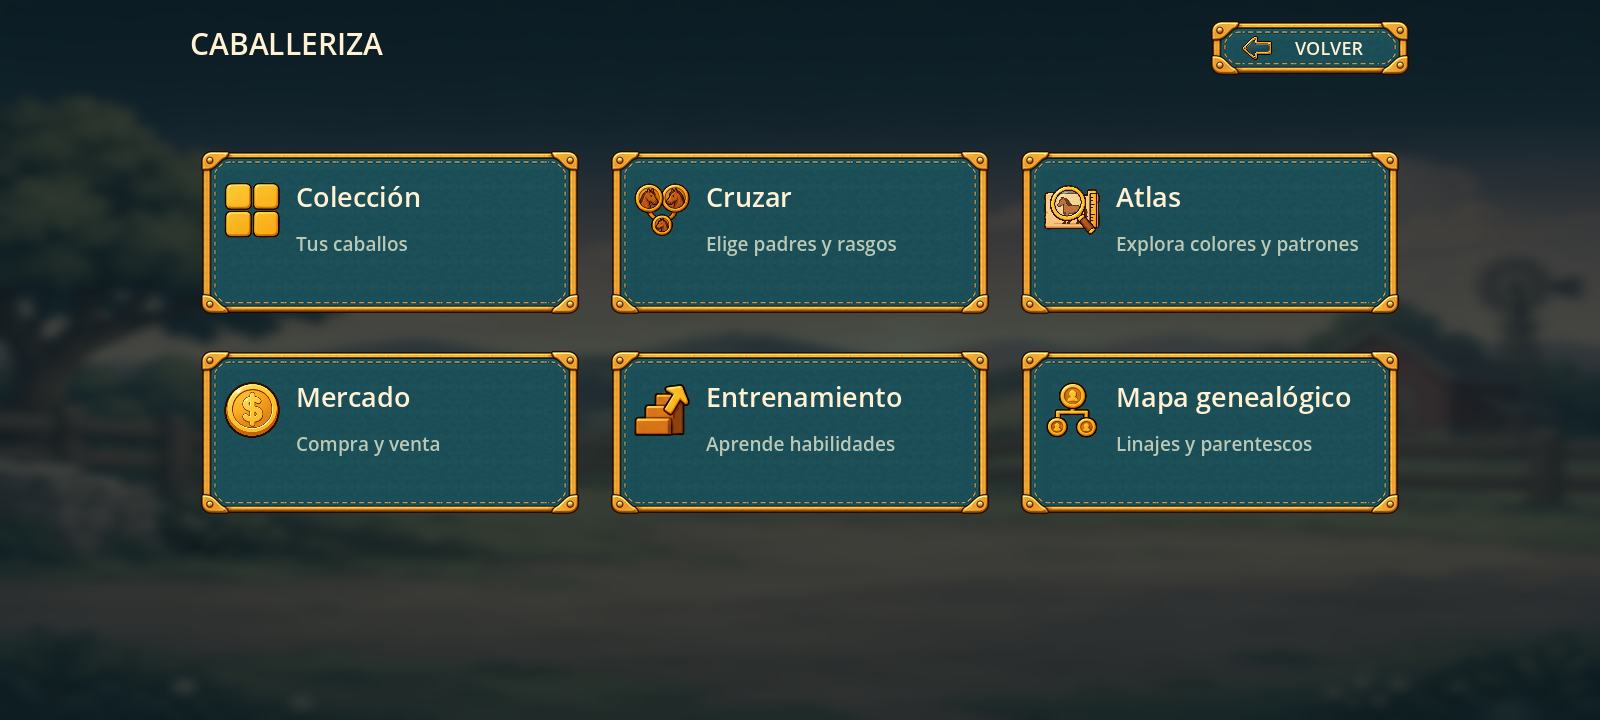 CABALLERIZA
VOLVER
Colección
Tus caballos
Cruzar
Elige padres y rasgos
Atlas
Explora colores y patrones
Mercado
Compra y venta
Entrenamiento
Aprende habilidades
Mapa genealógico
Linajes y parentescos